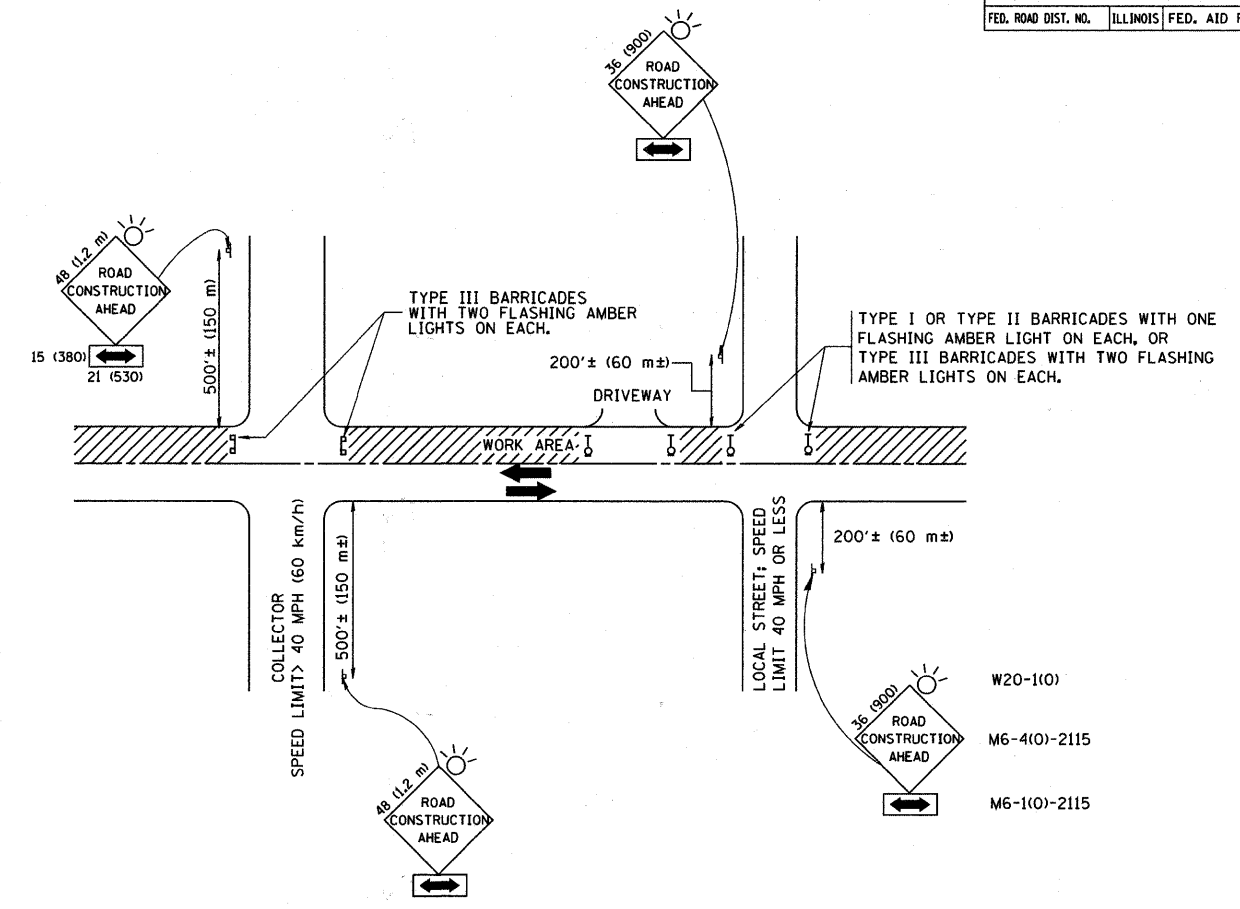 FED. ROAD DIST. NO. ILLINOIS FED. AID
36 (900)
ROAD
CONSTRUCTION
AHEAD
48 (1.2 m)
ROAD
CONSTRUCTION
AHEAD
15 (380)
21 (530)
500'± (150 m)
TYPE III BARRICADES
WITH TWO FLASHING AMBER
LIGHTS ON EACH.
200'± (60 m±)
DRIVEWAY
TYPE I OR TYPE II BARRICADES WITH ONE
FLASHING AMBER LIGHT ON EACH, OR
TYPE III BARRICADES WITH TWO FLASHING
AMBER LIGHTS ON EACH.
WORK AREA
COLLECTOR
SPEED LIMIT> 40 MPH (60 km/h)
500'± (150 m±)
LOCAL STREET; SPEED
LIMIT 40 MPH OR LESS
200'± (60 m±)
48 (1.2 m)
ROAD
CONSTRUCTION
AHEAD
36 (900)
ROAD
CONSTRUCTION
AHEAD
W20-1(O)
M6-4(O)-2115
M6-1(O)-2115